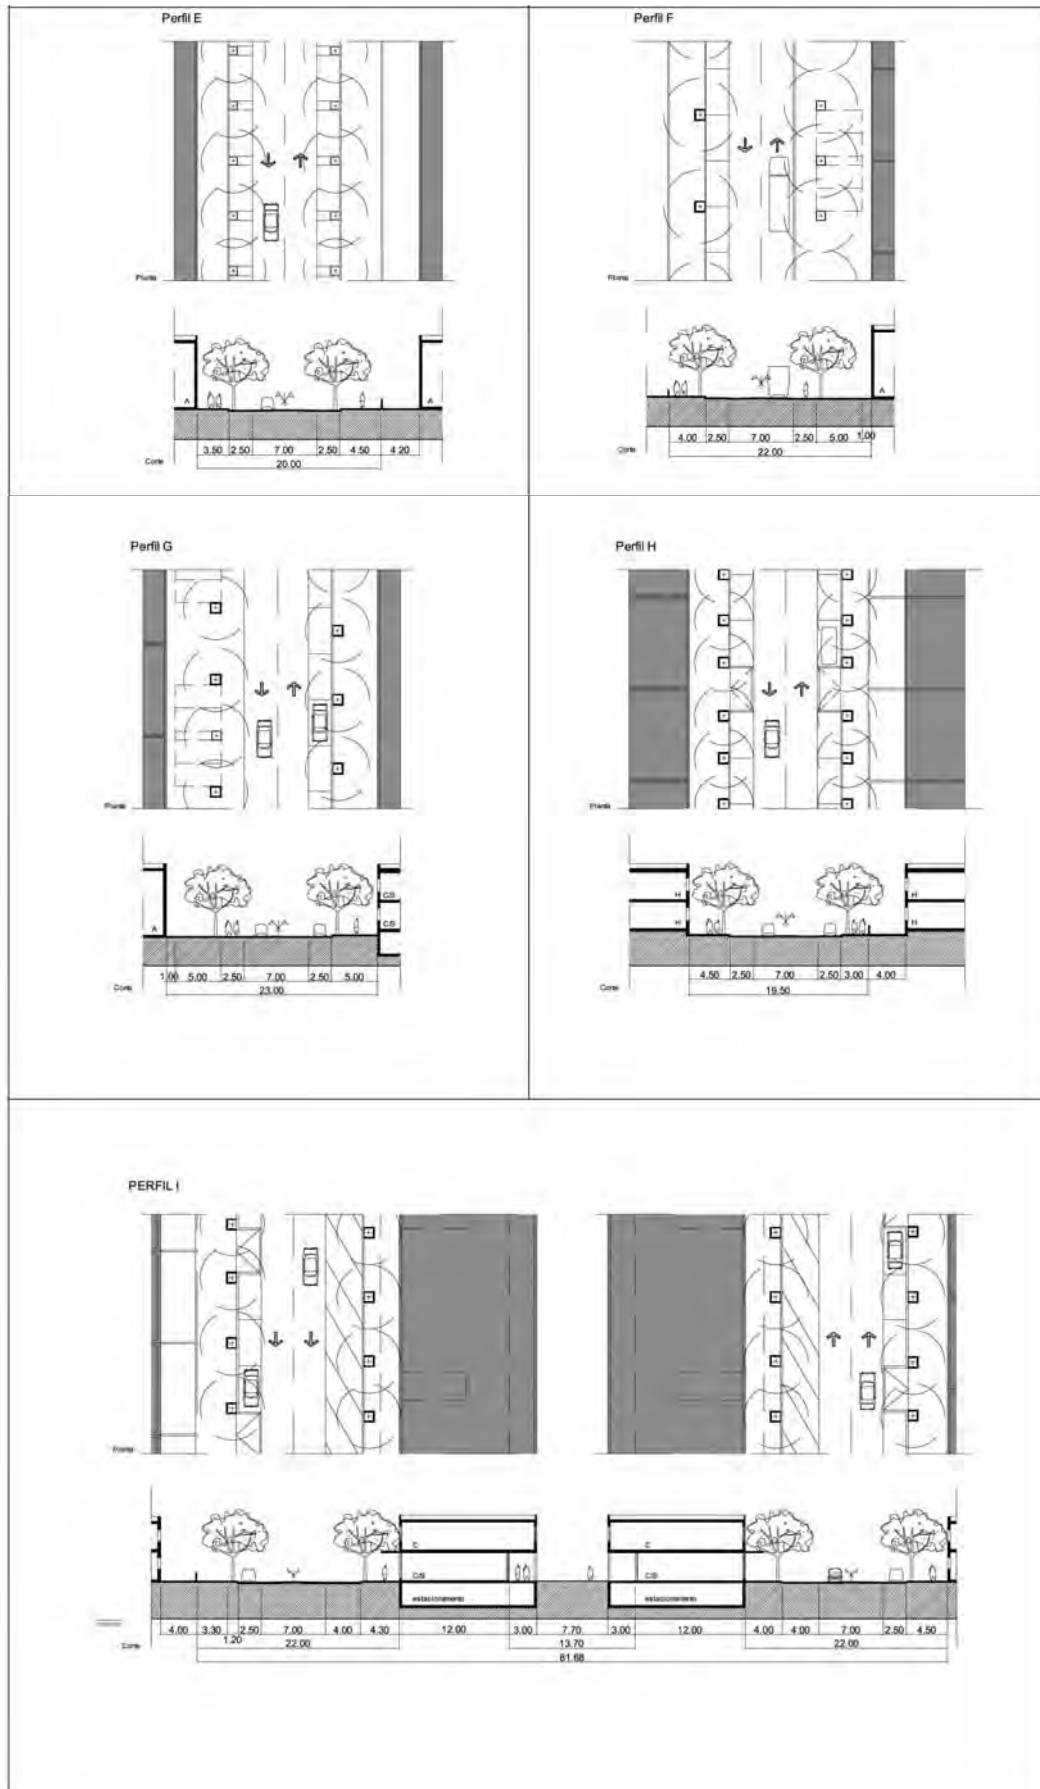 Perfil E
Planta
A
A
3.50 2.50 7.00 2.50 4.50 4.20
Corte
20.00
Perfil F
Planta
A
4.00 2.50 7.00 2.50 5.00 1.00
Corte
22.00
Perfil G
Planta
C/S
A
C/S
1.00 5.00 2.50 7.00 2.50 5.00
Corte
23.00
Perfil H
Planta
H
H
H
H
4.50 2.50 7.00 2.50 3.00 4.00
Corte
19.50
PERFIL I
Planta
C
C
C/S
C/S
estacionamento
estacionamento
4.00 3.30 2.50 7.00 4.00 4.30 12.00 3.00 7.70 3.00 12.00 4.00 4.00 7.00 2.50 4.50
1.20
Corte
22.00
13.70
22.00
81.68